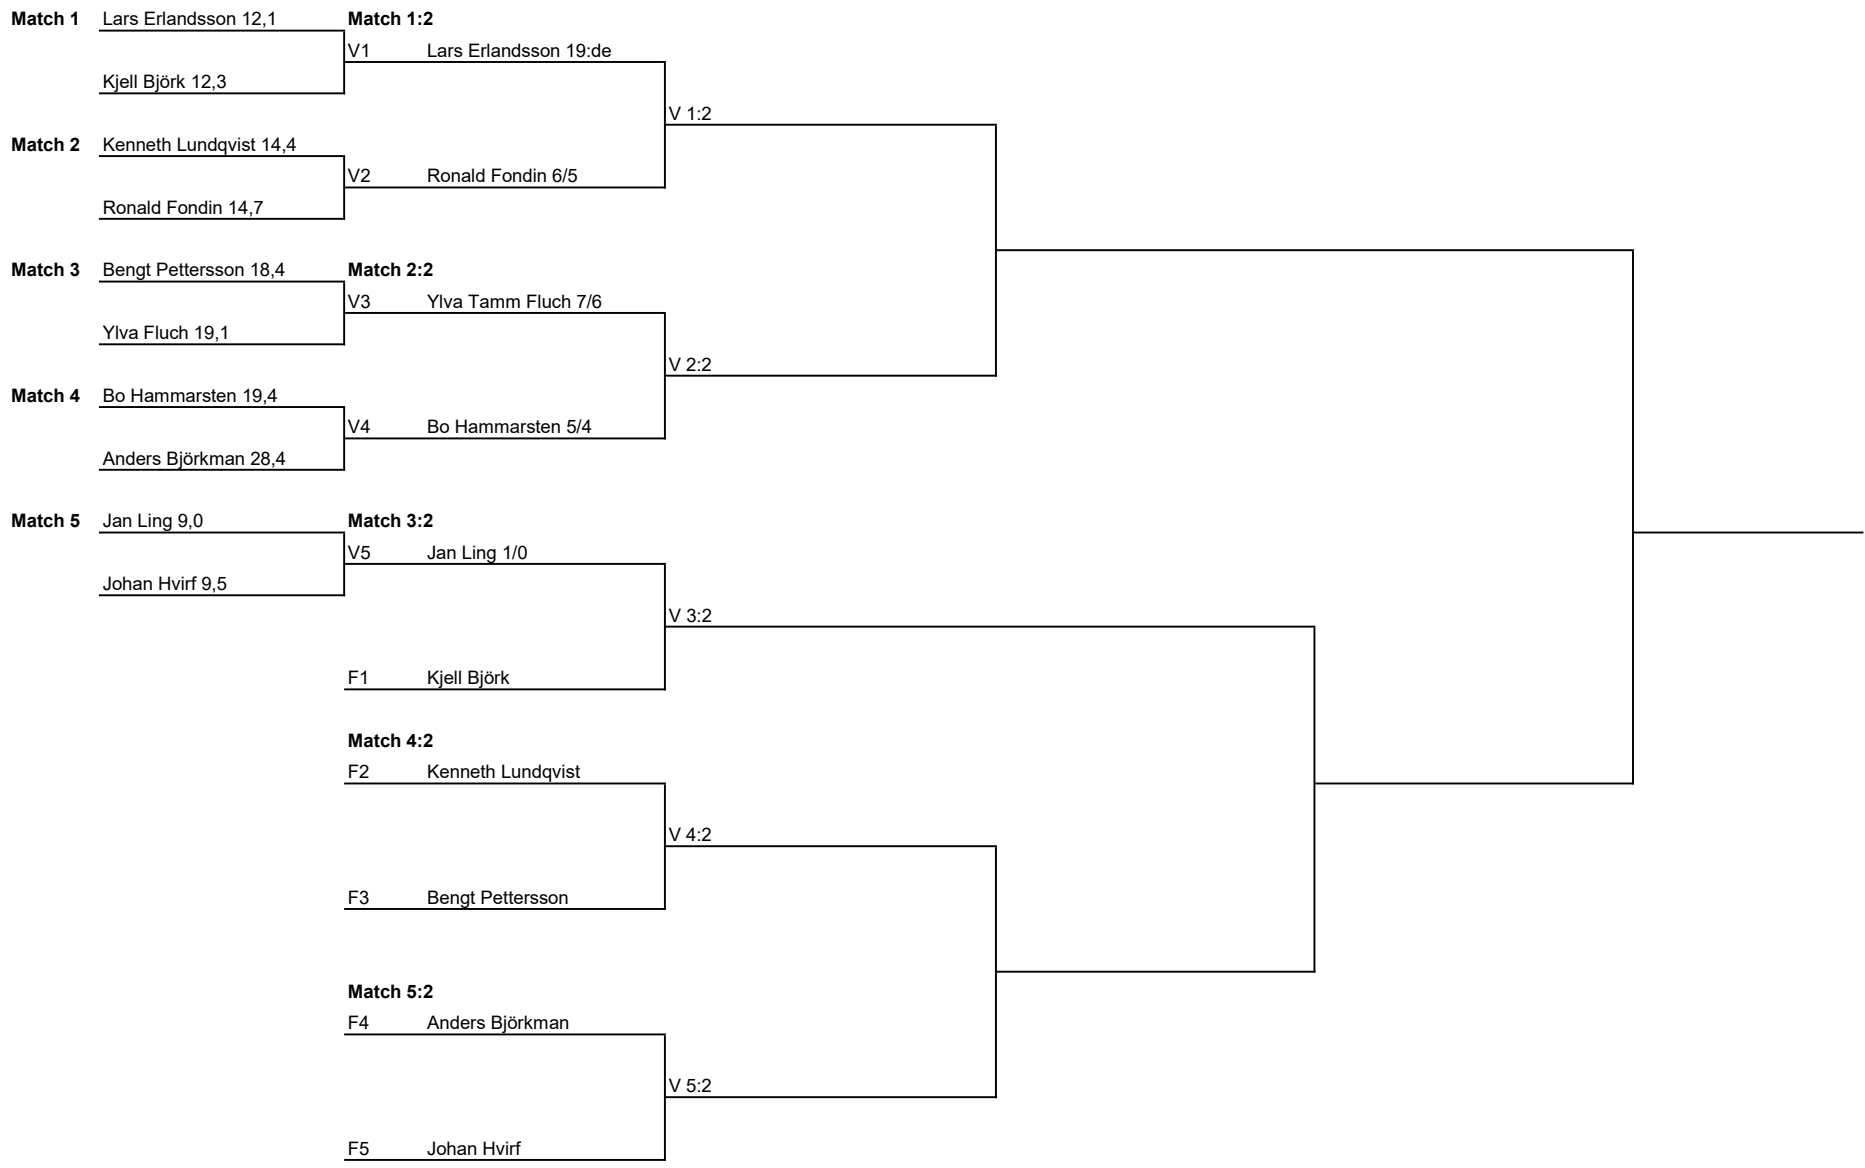 Match 1 Lars Erlandsson 12,1 Match 1:2
V1 Lars Erlandsson 19:de
Kjell Björk 12,3
V 1:2
Match 2 Kenneth Lundqvist 14,4
V2 Ronald Fondin 6/5
Ronald Fondin 14,7
Match 3 Bengt Pettersson 18,4 Match 2:2
V3 Ylva Tamm Fluch 7/6
Ylva Fluch 19,1
V 2:2
Match 4 Bo Hammarsten 19,4
V4 Bo Hammarsten 5/4
Anders Björkman 28,4
Match 5 Jan Ling 9,0 Match 3:2
V5 Jan Ling 1/0
Johan Hvirf 9,5
V 3:2
F1 Kjell Björk
Match 4:2
F2 Kenneth Lundqvist
V 4:2
F3 Bengt Pettersson
Match 5:2
F4 Anders Björkman
V 5:2
F5 Johan Hvirf